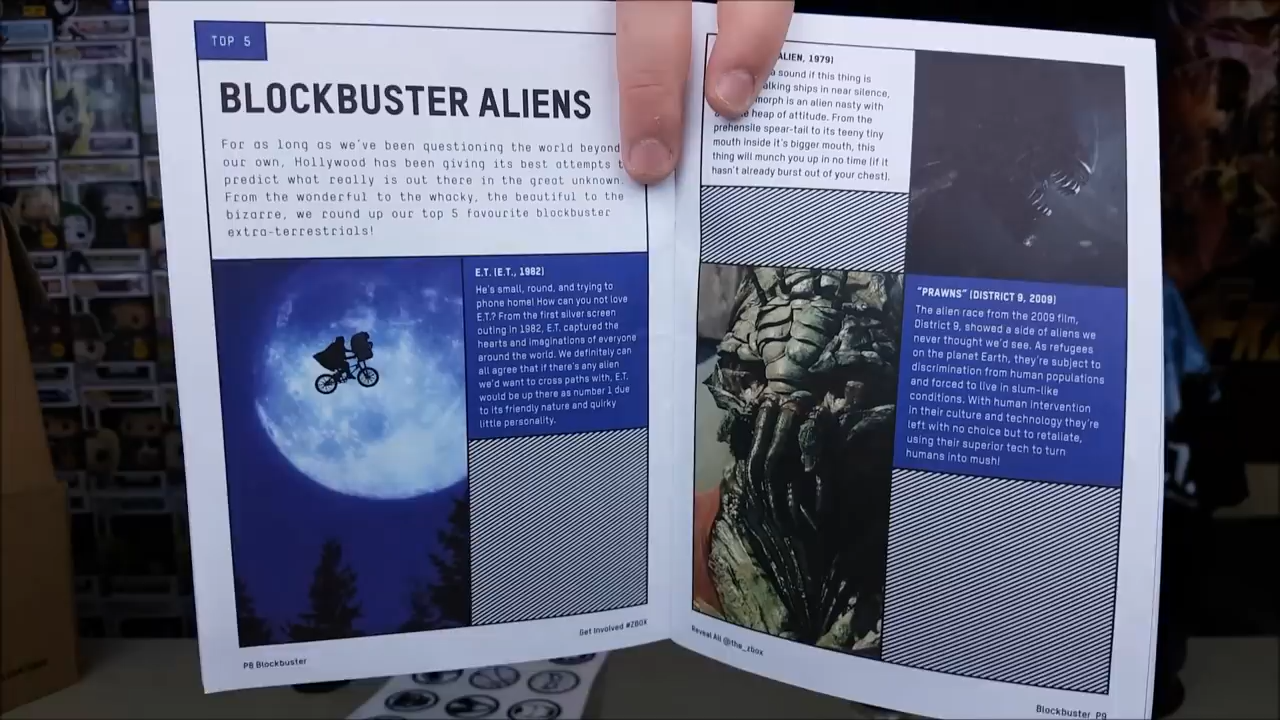 TOP 5
BLOCKBUSTER ALIENS
For as long as we've been questioning the world beyond
our own, Hollywood has been giving its best attempts
predict what really is out there in the great unknown.
From the wonderful to the whacky, the beautiful to the
bizarre, we round up our top 5 favourite blockbuster
extra-terrestrials!
E.T. (E.T., 1982)
He's small, round, and trying to
phone home! How can you not love
E.T.? From the first silver screen
outing in 1982, E.T. captured the
hearts and imaginations of everyone
around the world. We definitely can
all agree that if there's any alien
we'd want to cross paths with, E.T.
would be up there as number 1 due
to its friendly nature and quirky
little personality.
Get Involved #ZBOX
P8 Blockbuster
ALIEN, 1979)
a sound if this thing is
ships in near silence,
is an alien nasty with
heap of attitude. From the
prehensile spear-tail to its teeny tiny
mouth inside it's bigger mouth, this
thing will munch you up in no time (if it
hasn't already burst out of your chest).
"PRAWNS" (DISTRICT 9, 2009)
The alien race from the 2009 film,
District 9, showed a side of aliens we
never thought we'd see. As refugees
on the planet Earth, they're subject to
discrimination from human populations
and forced to live in slum-like
conditions. With human intervention
in their culture and technology they're
left with no choice but to retaliate,
using their superior tech to turn
humans into mush!
Reveal All @the_zbox
Blockbuster P9